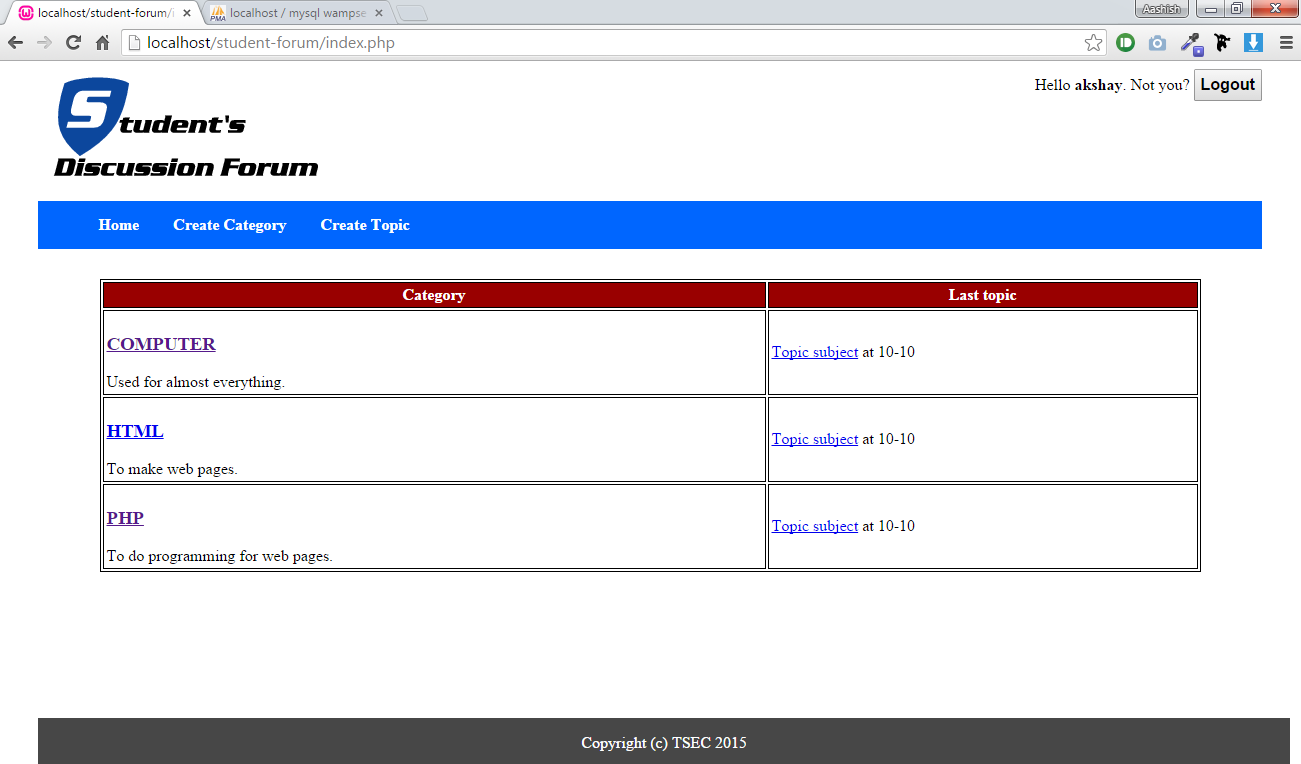 localhost/student-forum/i
localhost / mysql wampse
Aashish
localhost/student-forum/index.php
Hello akshay. Not you? Logout
Student's
Discussion Forum
Home Create Category Create Topic
Category Last topic
COMPUTER
Topic subject at 10-10
Used for almost everything.
HTML
Topic subject at 10-10
To make web pages.
PHP
Topic subject at 10-10
To do programming for web pages.
Copyright (c) TSEC 2015